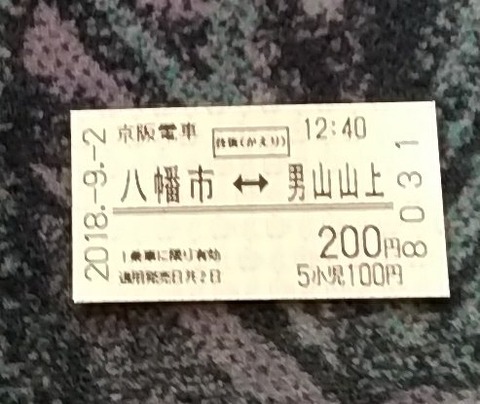 2018.-9.-2
京阪電車
往復(かえり)
12:40
八幡市 ↔ 男山山上
200円
1乗車に限り有効
通用発売日共2日
5小児100円
8031